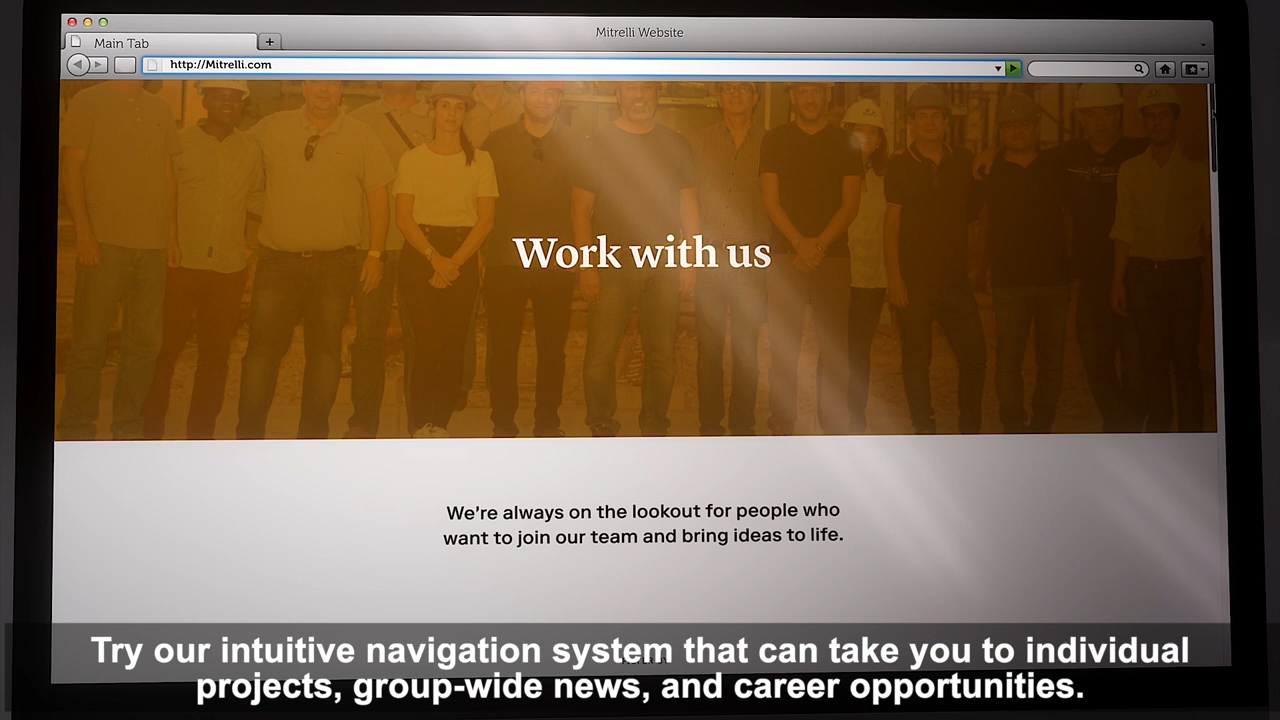 Mitrelli Website
Main Tab
+
http://Mitrelli.com
Work with us
We're always on the lookout for people who
want to join our team and bring ideas to life.
Try our intuitive navigation system that can take you to individual
projects, group-wide news, and career opportunities.